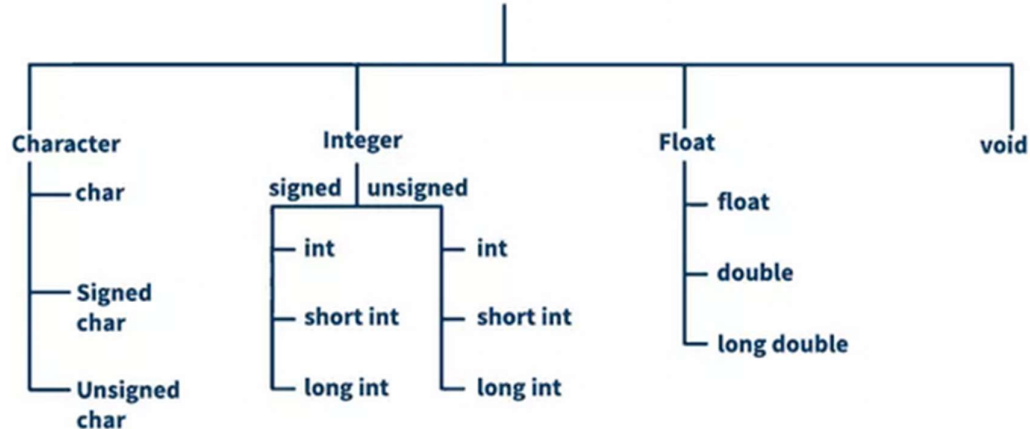 Character
Integer
Float
void
char
Signed
char
Unsigned
char
signed
unsigned
int
short int
long int
int
short int
long int
float
double
long double